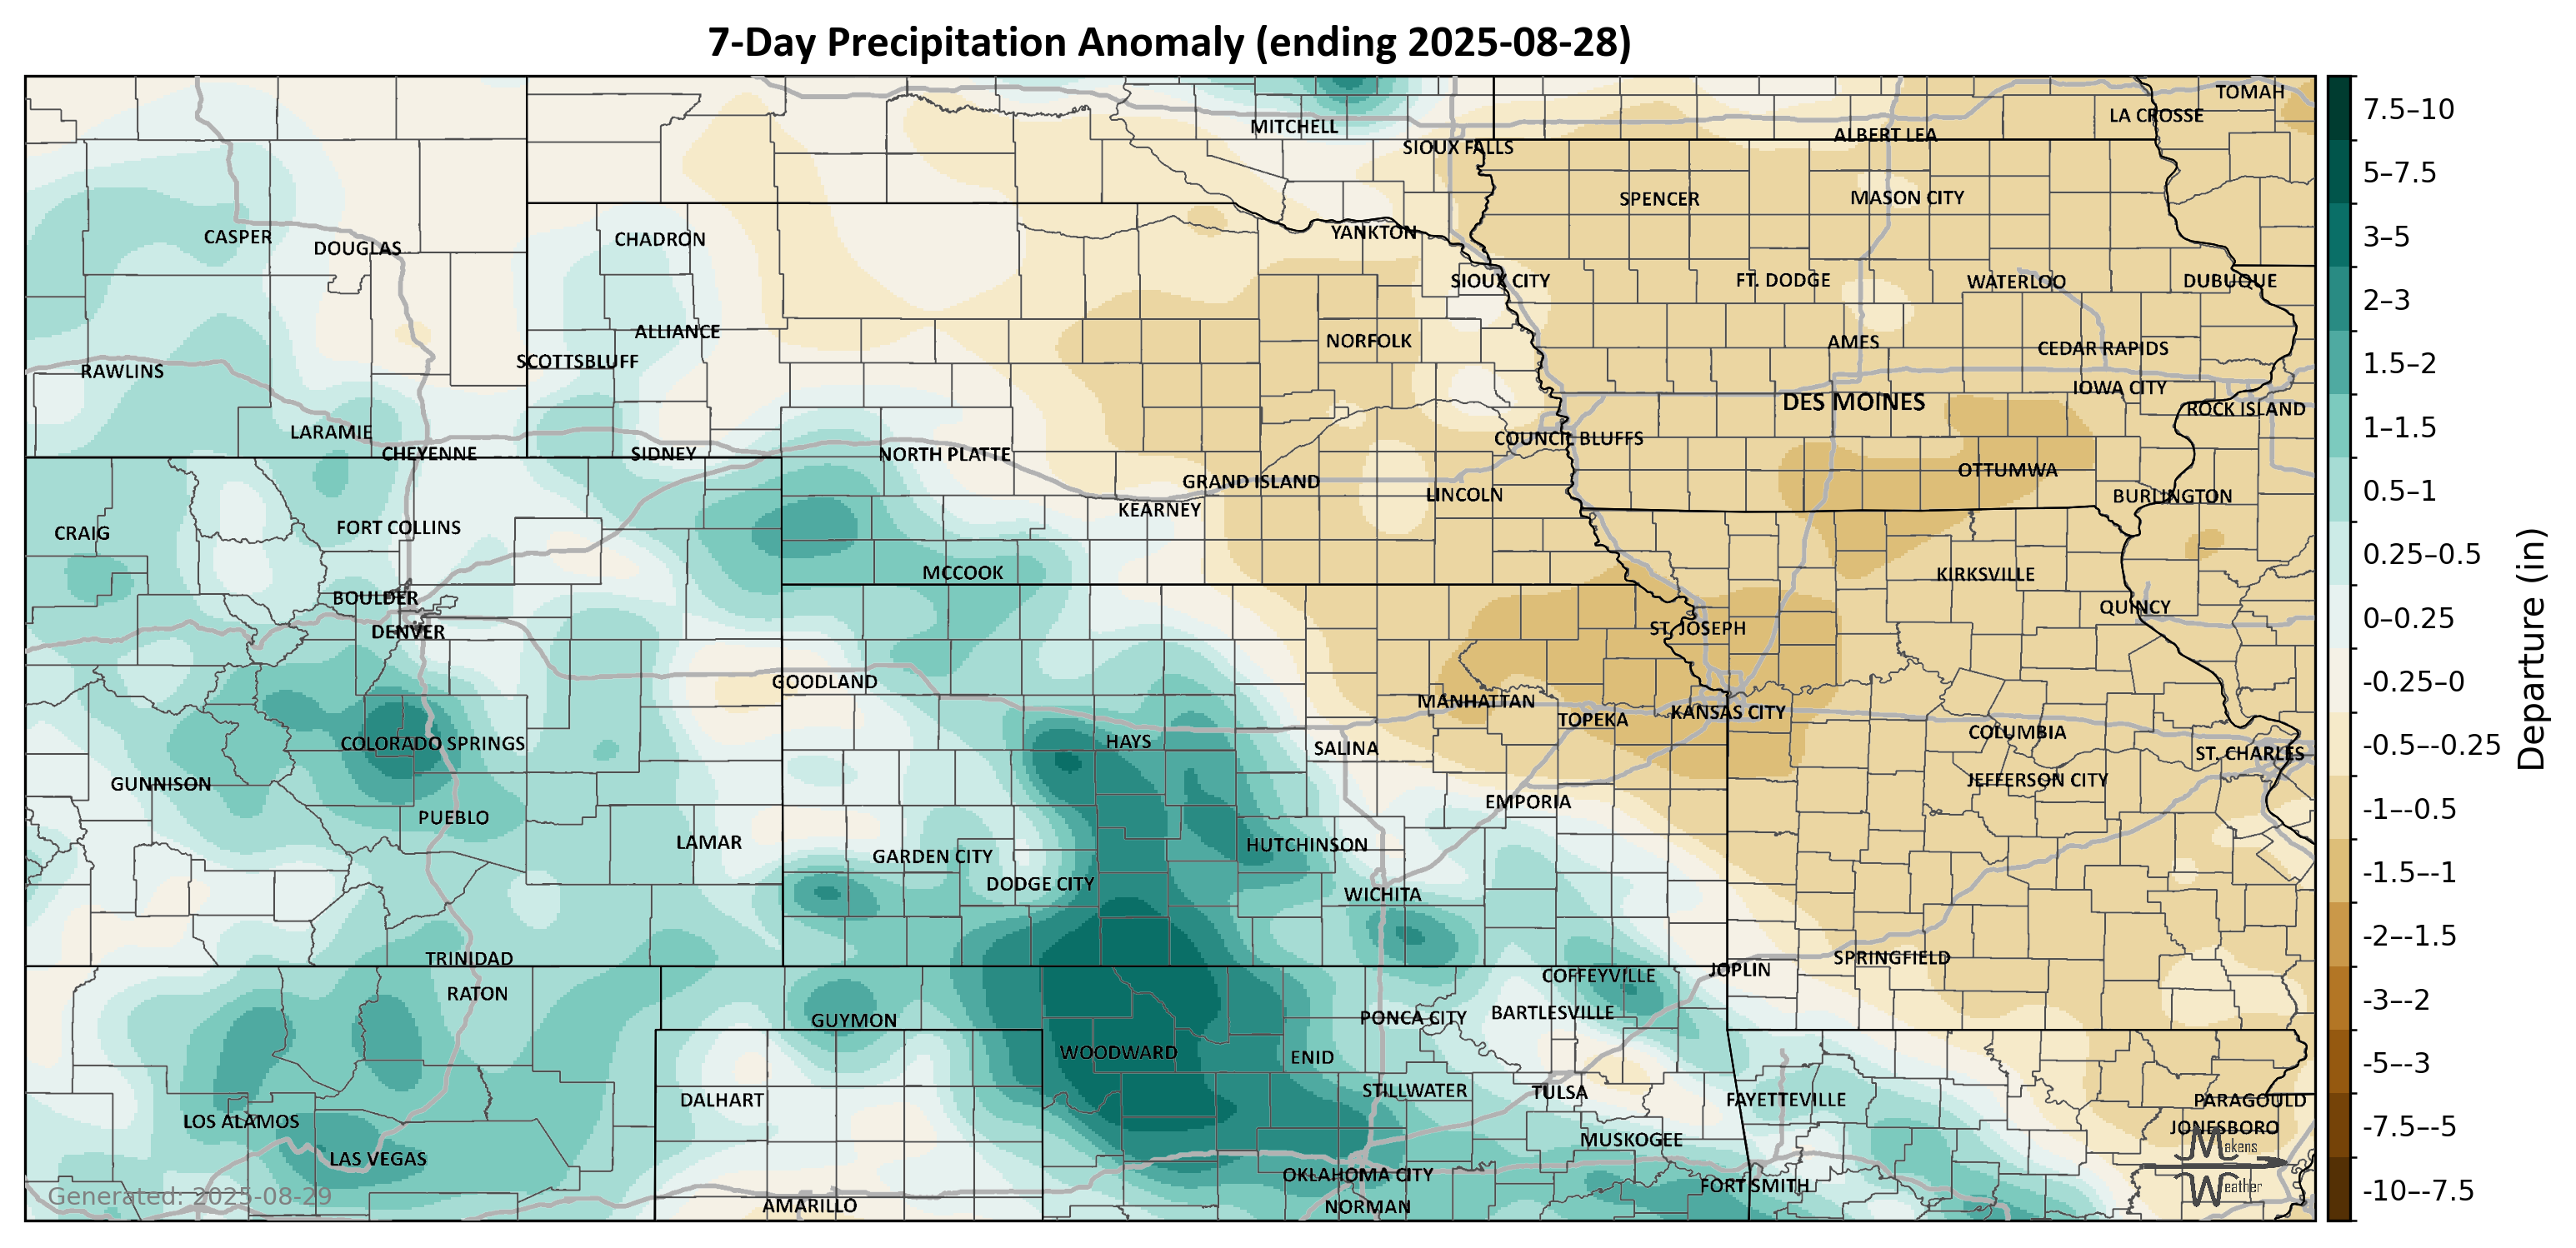 7-Day Precipitation Anomaly (ending 2025-08-28)
TOMAH
LA CROSSE
MITCHELL
ALBERT LEA
SIOUX FALLS
SPENCER
MASON CITY
CASPER
DOUGLAS
CHADRON
YANKTON
SIOUX CITY
FT. DODGE
WATERLOO
DUBUQUE
ALLIANCE
NORFOLK
AMES
CEDAR RAPIDS
SCOTTSBLUFF
RAWLINS
IOWA CITY
DES MOINES
ROCK ISLAND
LARAMIE
COUNCIL BLUFFS
CHEYENNE
SIDNEY
NORTH PLATTE
OTTUMWA
GRAND ISLAND
LINCOLN
BURLINGTON
KEARNEY
CRAIG
FORT COLLINS
MCCOOK
KIRKSVILLE
BOULDER
QUINCY
DENVER
ST. JOSEPH
GOODLAND
MANHATTAN
KANSAS CITY
TOPEKA
COLUMBIA
COLORADO SPRINGS
HAYS
SALINA
ST. CHARLES
GUNNISON
JEFFERSON CITY
EMPORIA
PUEBLO
LAMAR
HUTCHINSON
GARDEN CITY
DODGE CITY
WICHITA
TRINIDAD
SPRINGFIELD
JOPLIN
COFFEYVILLE
RATON
BARTLESVILLE
GUYMON
PONCA CITY
WOODWARD
ENID
STILLWATER
TULSA
DALHART
FAYETTEVILLE
PARAGOULD
LOS ALAMOS
JONESBORO
MUSKOGEE
LAS VEGAS
OKLAHOMA CITY
FORT SMITH
AMARILLO
NORMAN
Generated: 2025-08-29
Makens
Weather
7.5–10
5–7.5
3–5
2–3
1.5–2
1–1.5
0.5–1
0.25–0.5
0–0.25
-0.25–0
-0.5–-0.25
-1–-0.5
-1.5–-1
-2–-1.5
-3–-2
-5–-3
-7.5–-5
-10–-7.5
Departure (in)